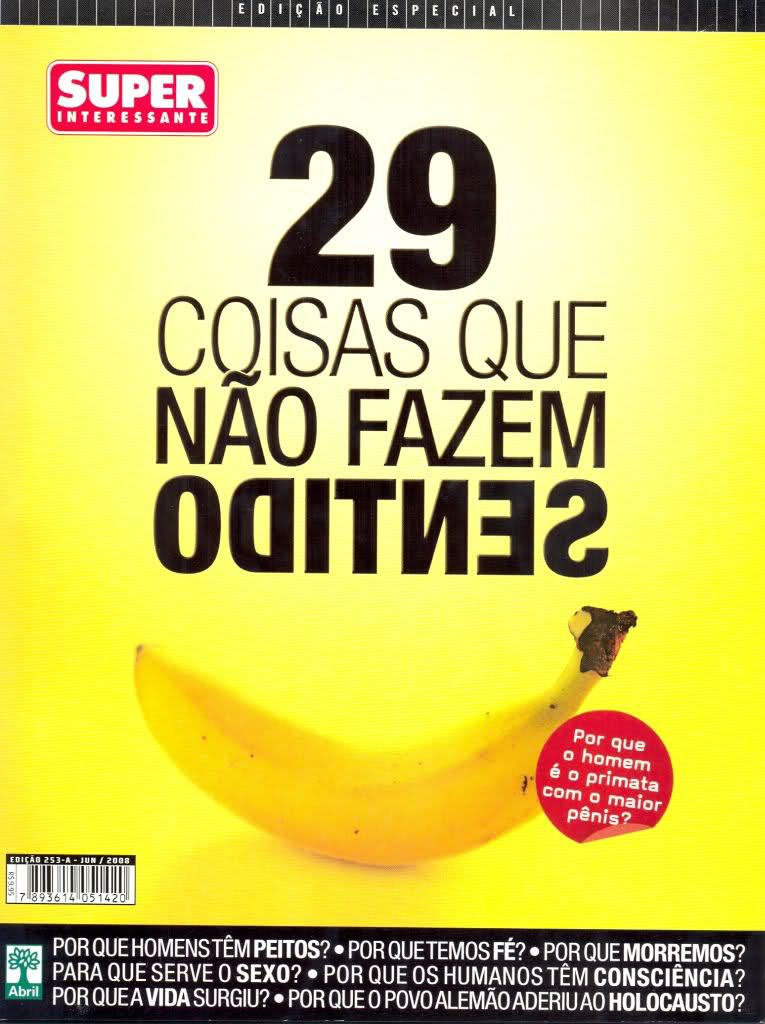 EDIÇÃO ESPECIAL
SUPER
INTERESSANTE
29
COISAS QUE
NÃO FAZEM
SENTIDO
Por que
o homem
é o primata
com o maior
pênis?
EDIÇÃO 253-A - JUN / 2008
R$ 9,95
7 893614 051420
POR QUE HOMENS TÊM PEITOS? • POR QUE TEMOS FÉ? • POR QUE MORREMOS?
PARA QUE SERVE O SEXO? • POR QUE OS HUMANOS TÊM CONSCIÊNCIA?
POR QUE A VIDA SURGIU? • POR QUE O POVO ALEMÃO ADERIU AO HOLOCAUSTO?
Abril